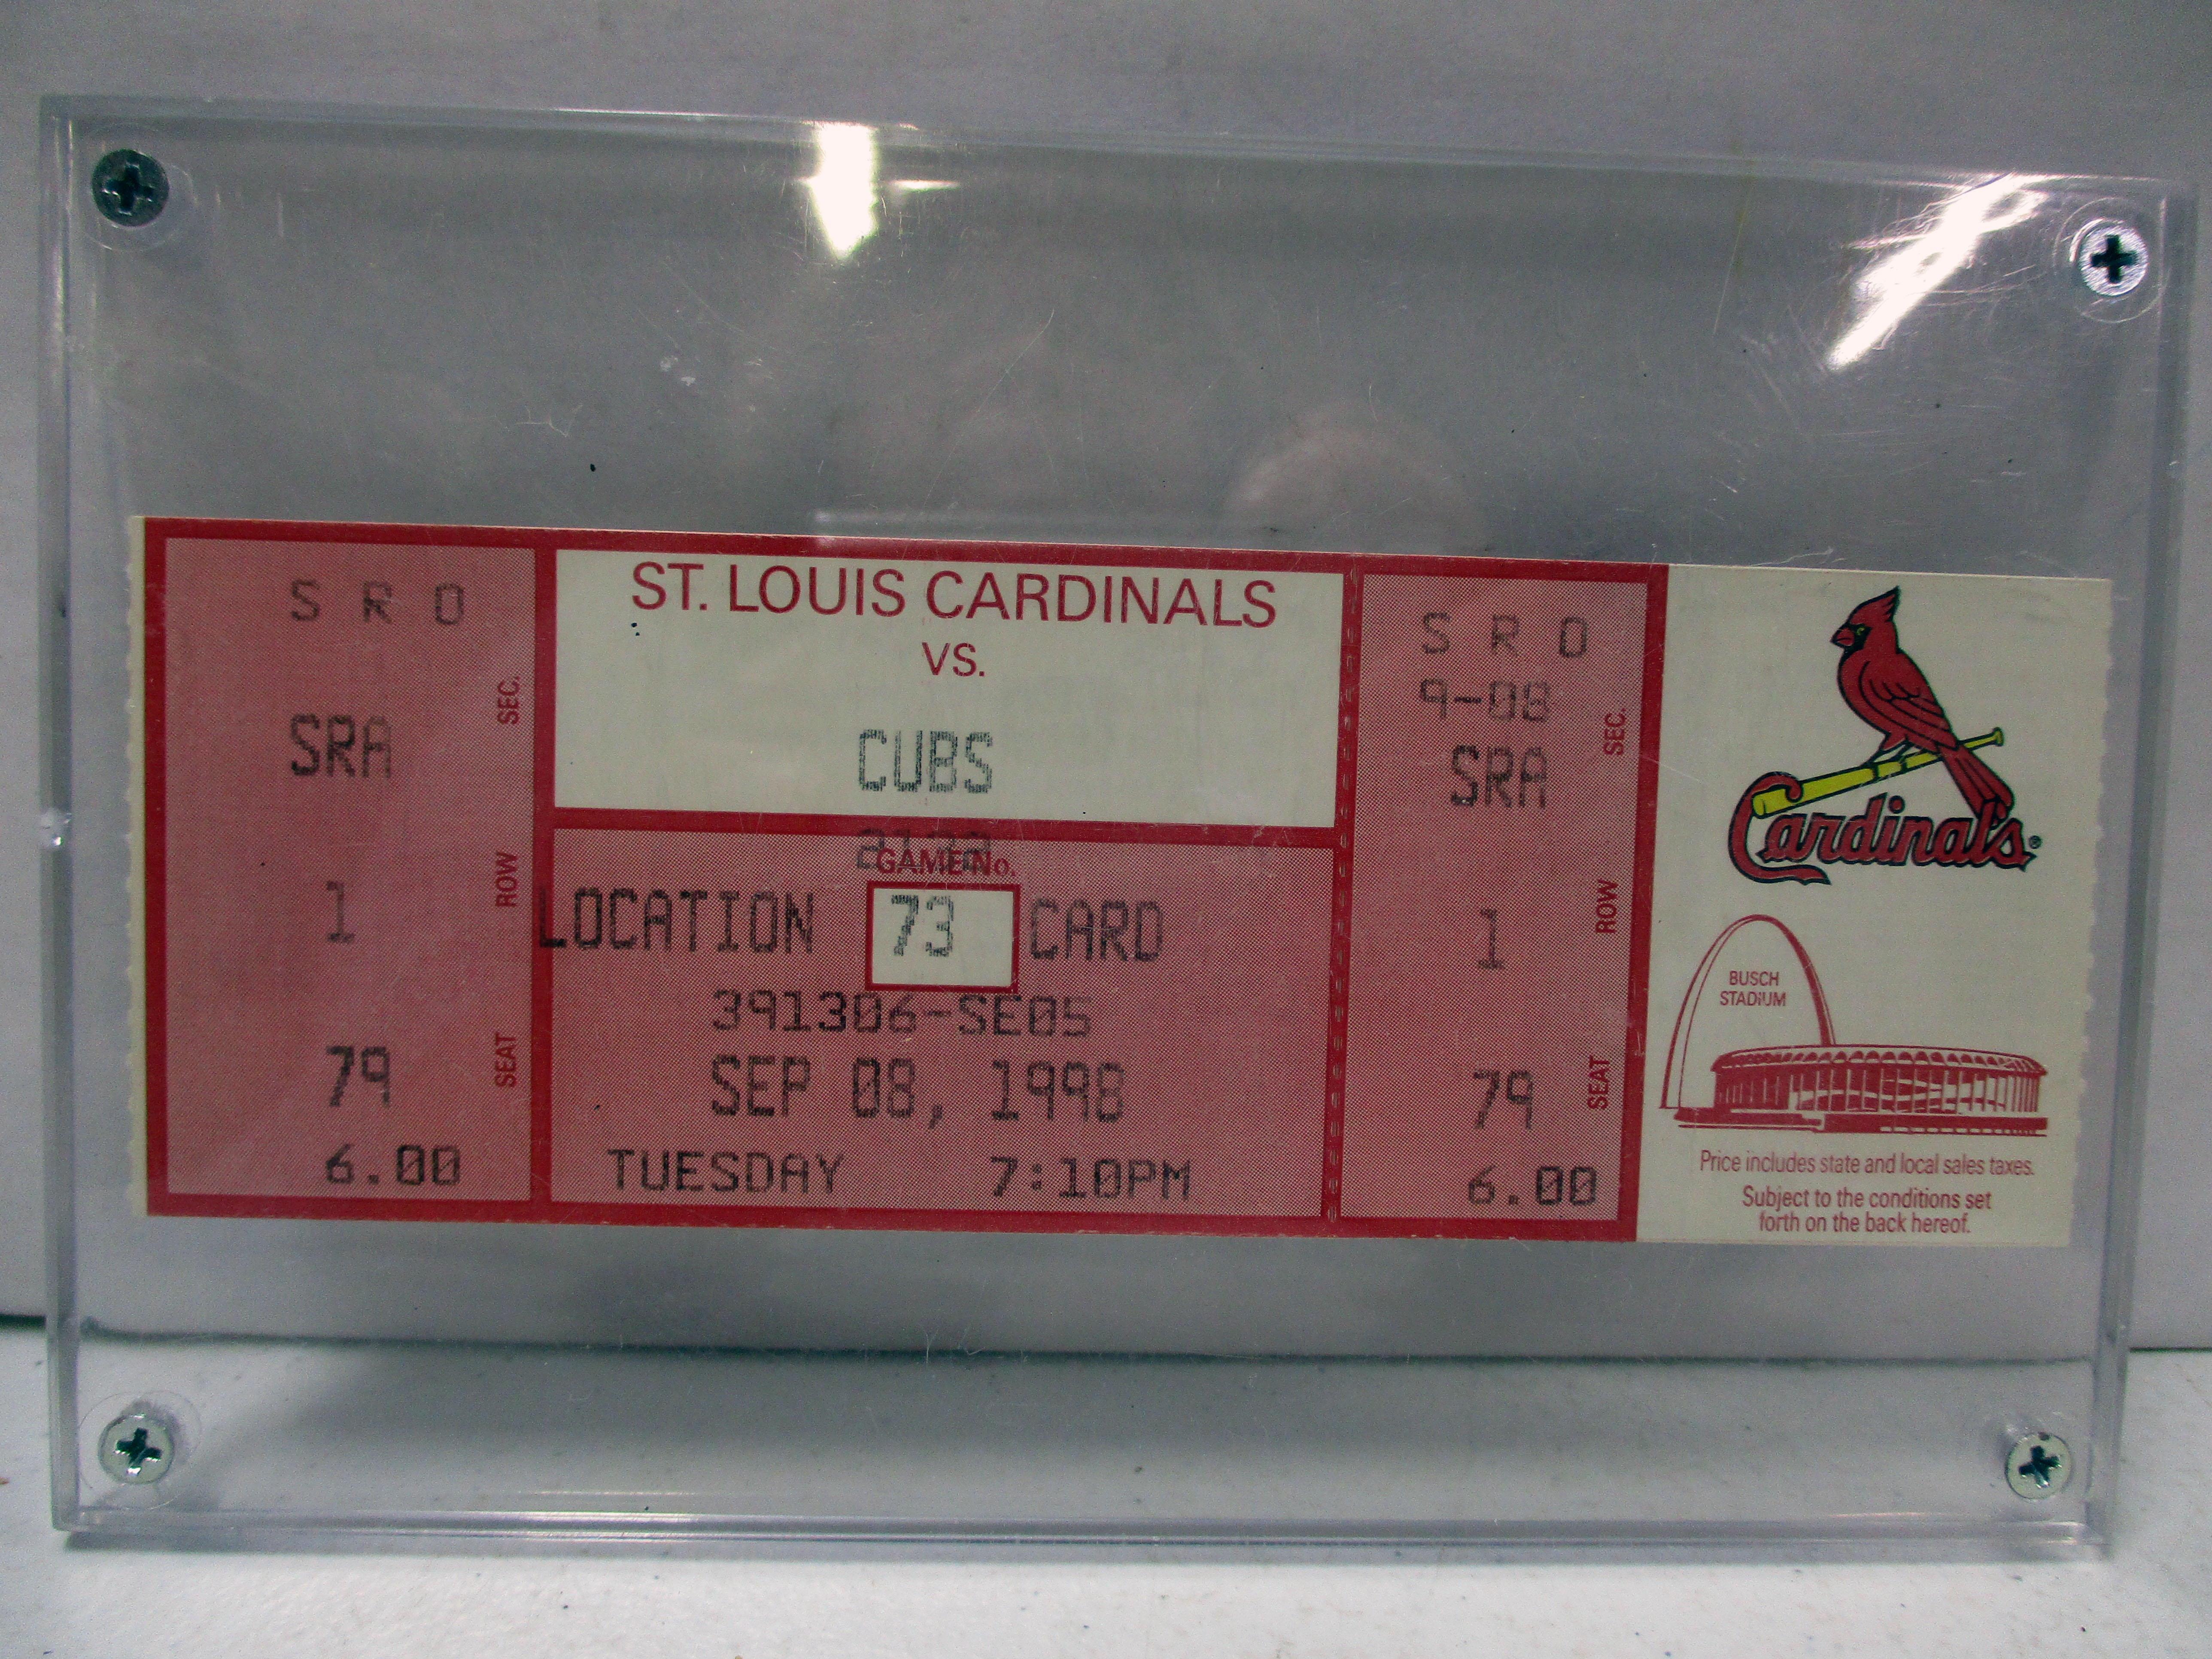 S R O
SRA
SEC.
1
ROW
79
SEAT
6.00
ST. LOUIS CARDINALS
VS.
CUBS
GAME No.
LOCATION 73 CARD
391306-SE05
SEP 08, 1998
TUESDAY 7:10PM
S R O
9-08
SRA
SEC.
1
ROW
79
SEAT
6.00
Cardinals
BUSCH
STADIUM
Price includes state and local sales taxes.
Subject to the conditions set
forth on the back hereof.